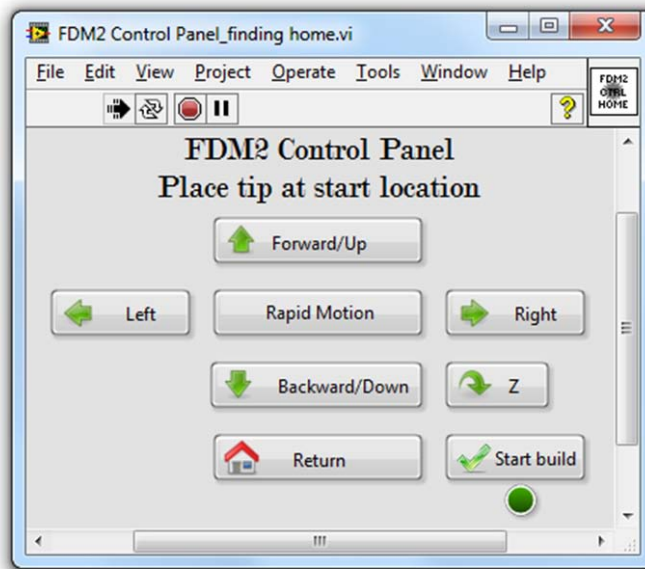 FDM2 Control Panel_finding home.vi
File Edit View Project Operate Tools Window Help
FDM2
CTRL
HOME
FDM2 Control Panel
Place tip at start location
Forward/Up
Left Rapid Motion Right
Backward/Down Z
Return Start build